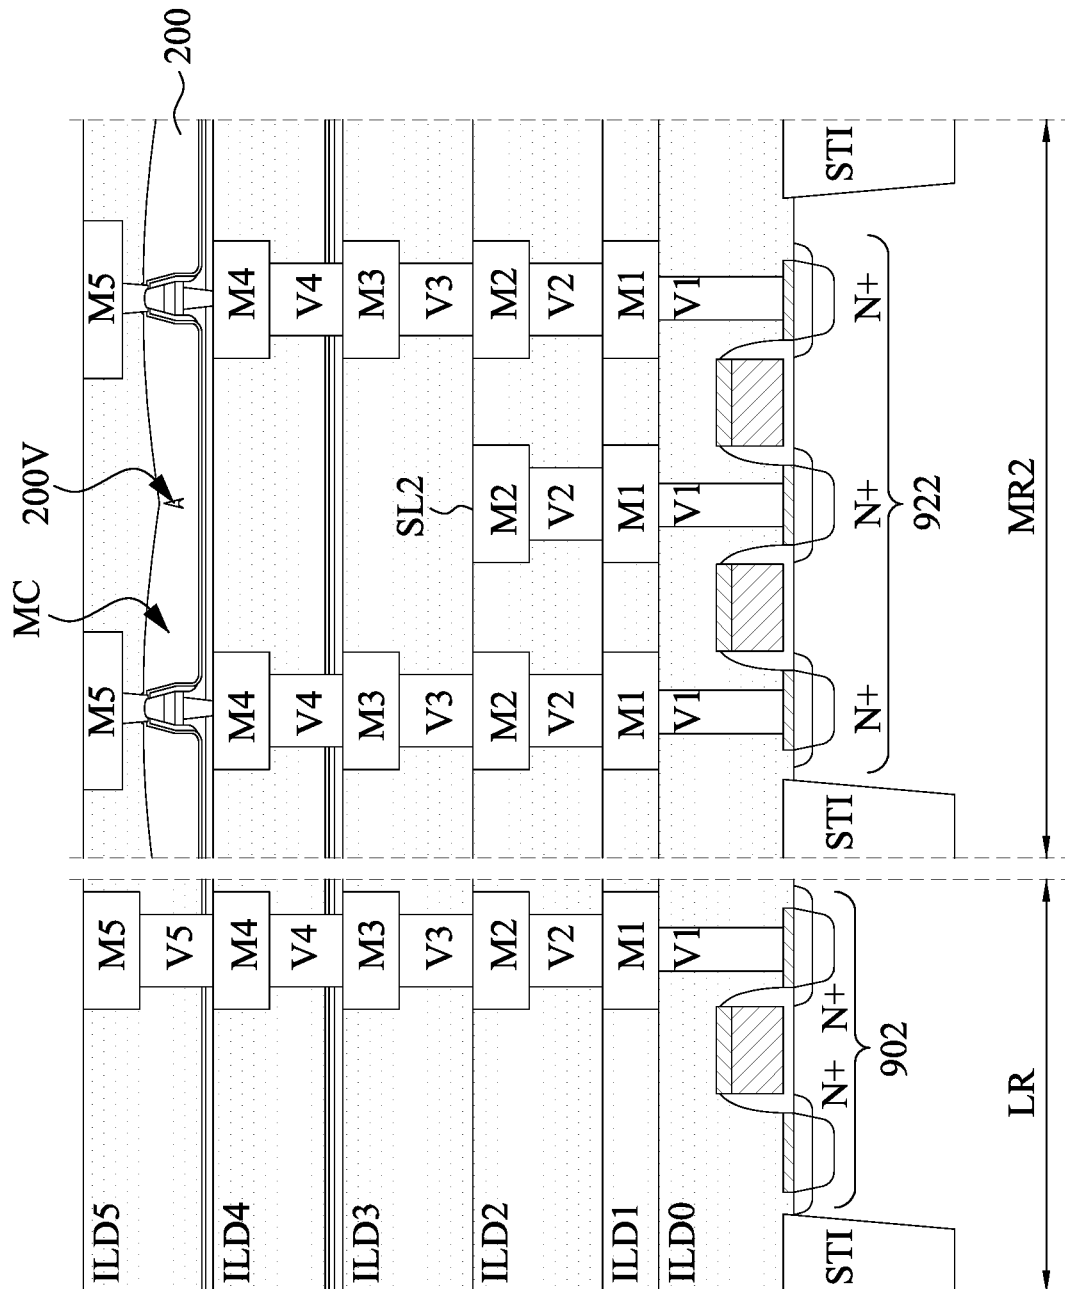 ILD5
ILD4
ILD3
ILD2
ILD1
ILD0
STI
M5
V5
M4
V4
M3
V3
M2
V2
M1
V1
N+
N+
902
LR
MC
200V
200
M5
M4
V4
M3
V3
M2
V2
M1
V1
N+
STI
SL2
M2
V2
M1
V1
N+
M5
M4
V4
M3
V3
M2
V2
M1
V1
N+
STI
922
MR2